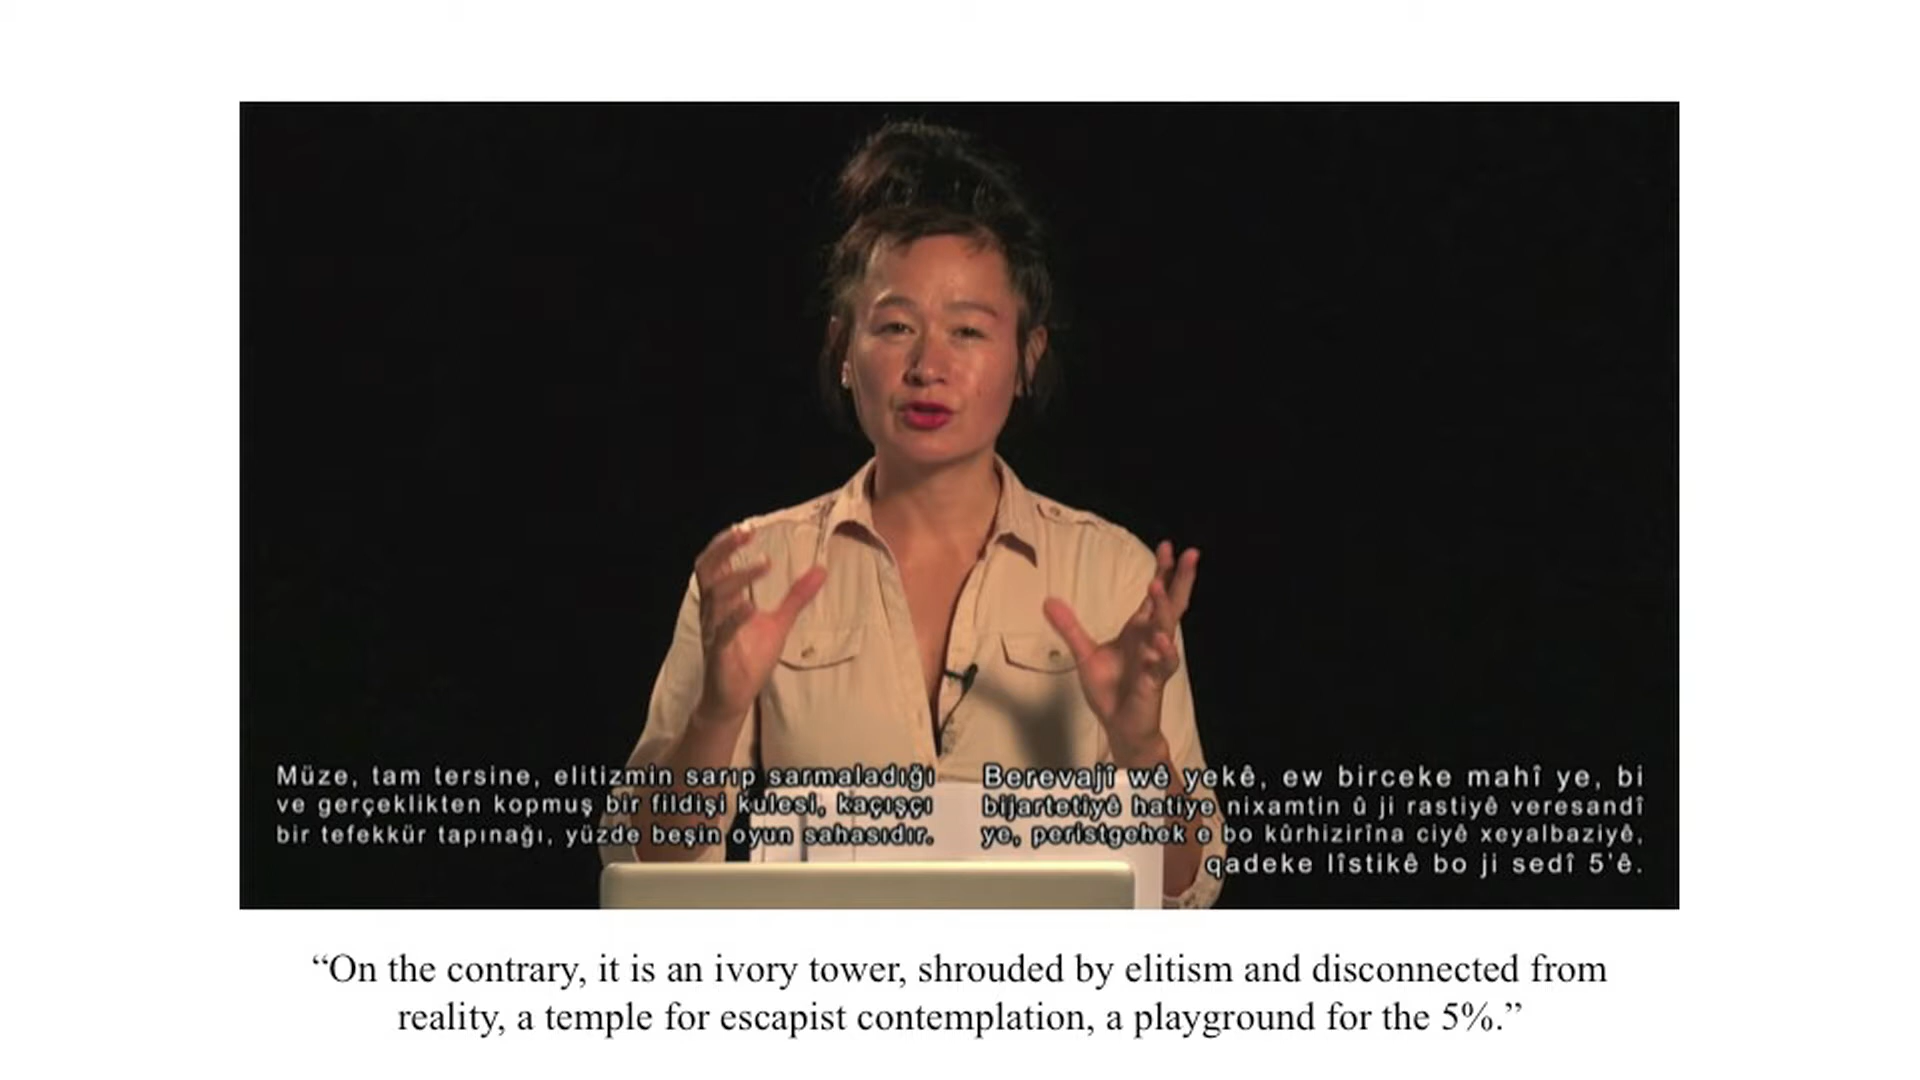 Müze, tam tersine, elitizmin sarıp sarmaladığı
ve gerçeklikten kopmuş bir fildişi kulesi, kaçışçı
bir tefekkür tapınağı, yüzde beşin oyun sahasıdır.
Berevajî wê yekê, ew birceke mahî ye, bi
bijartetiyê hatiye nixamtin û ji rastiyê veresandî
ye, peristgehek e bo kûrhizirîna ciyê xeyalbaziyê,
qadeke lîstikê bo ji sedî 5'ê.
“On the contrary, it is an ivory tower, shrouded by elitism and disconnected from
reality, a temple for escapist contemplation, a playground for the 5%.”